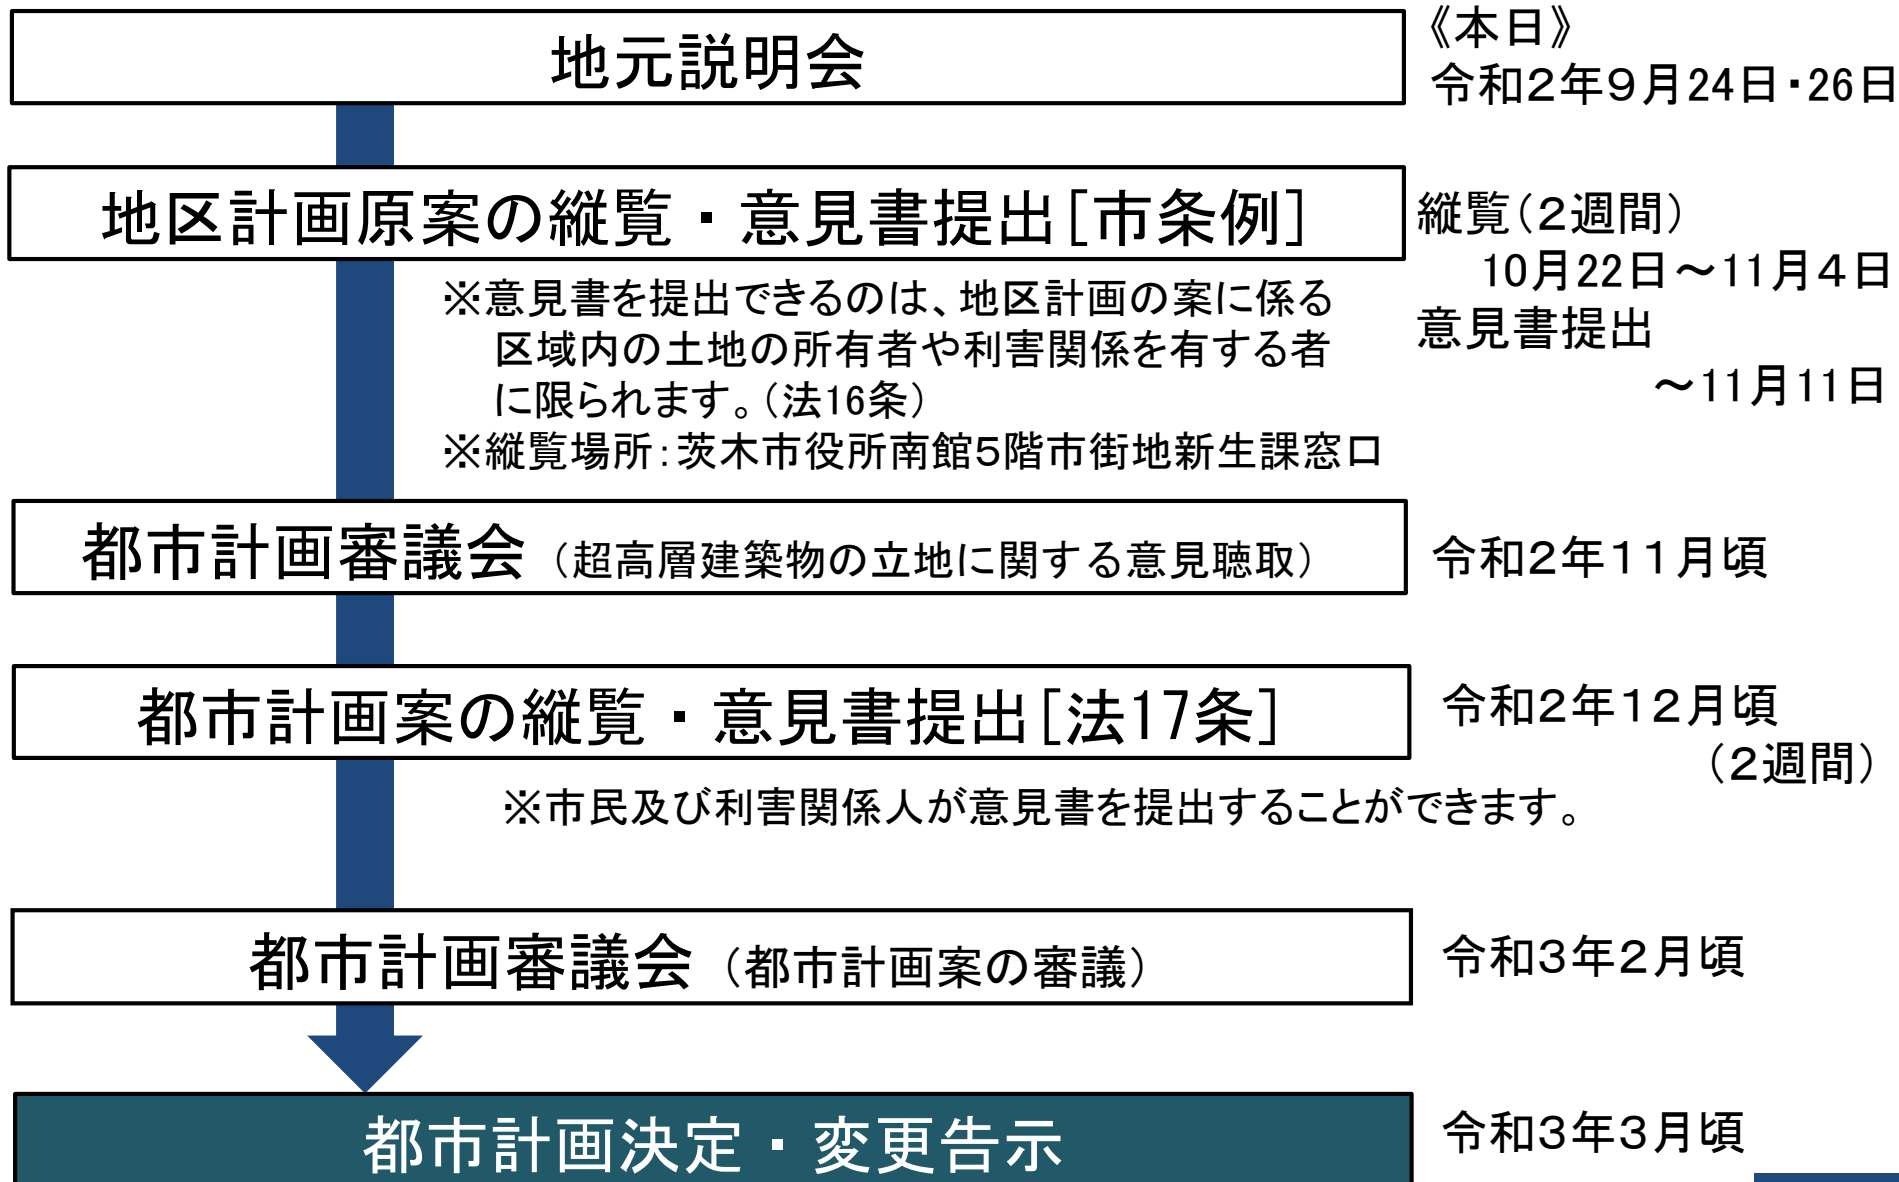 地元説明会
《本日》
令和2年9月24日・26日
地区計画原案の縦覧・意見書提出[市条例]
縦覧(2週間)
10月22日～11月4日
意見書提出
～11月11日
※意見書を提出できるのは、地区計画の案に係る
区域内の土地の所有者や利害関係を有する者
に限られます。(法16条)
※縦覧場所:茨木市役所南館5階市街地新生課窓口
都市計画審議会(超高層建築物の立地に関する意見聴取)
令和2年11月頃
都市計画案の縦覧・意見書提出[法17条]
令和2年12月頃
(2週間)
※市民及び利害関係人が意見書を提出することができます。
都市計画審議会(都市計画案の審議)
令和3年2月頃
都市計画決定・変更告示
令和3年3月頃